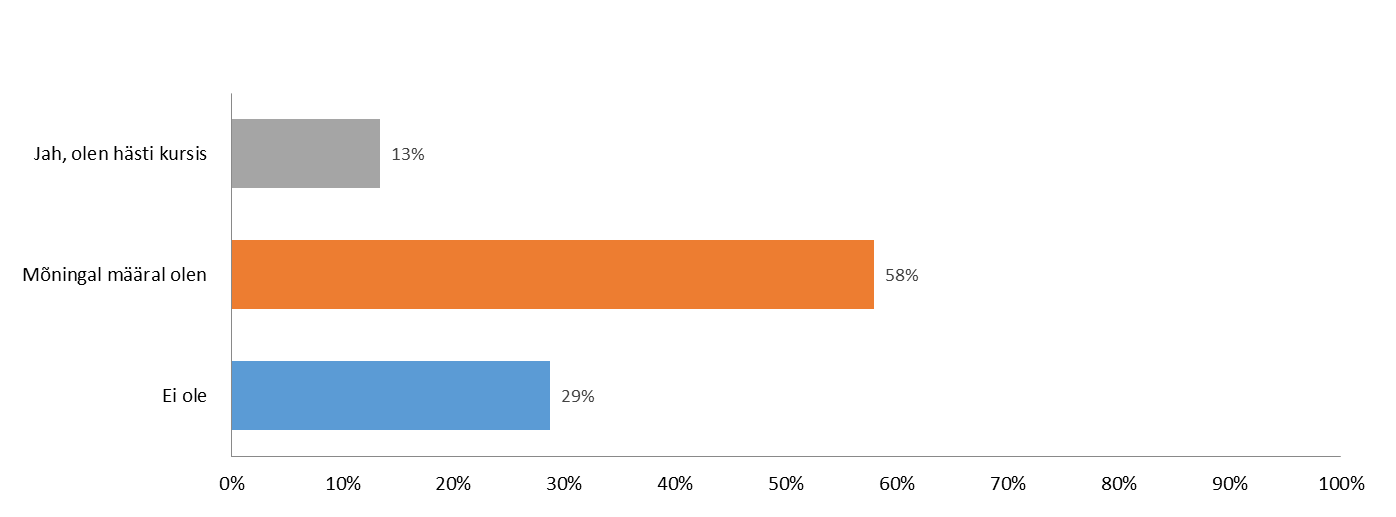 Jah, olen hästi kursis
13%
Mõningal määral olen
58%
Ei ole
29%
0% 10% 20% 30% 40% 50% 60% 70% 80% 90% 100%